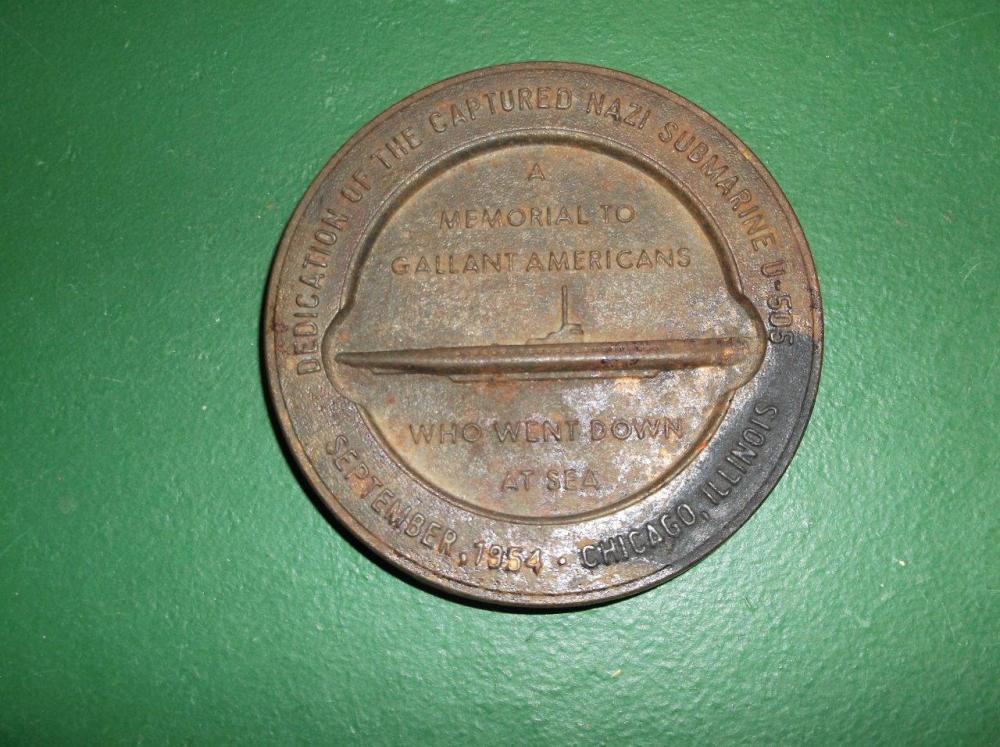 DEDICATION OF THE CAPTURED NAZI SUBMARINE U-505
A
MEMORIAL TO
GALLANT AMERICANS
WHO WENT DOWN
AT SEA
SEPTEMBER, 1954 · CHICAGO, ILLINOIS